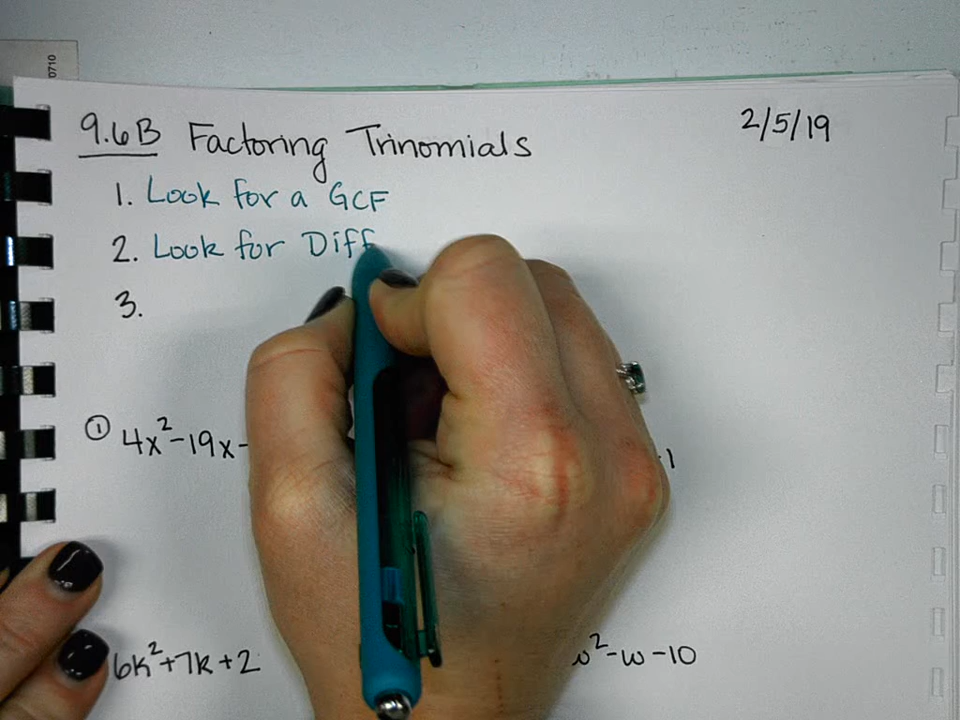 0710
9.6B Factoring Trinomials 2/5/19
1. Look for a GCF
2. Look for Diff
3.
① 4x²-19x-
6k²+7k+2
-w-10